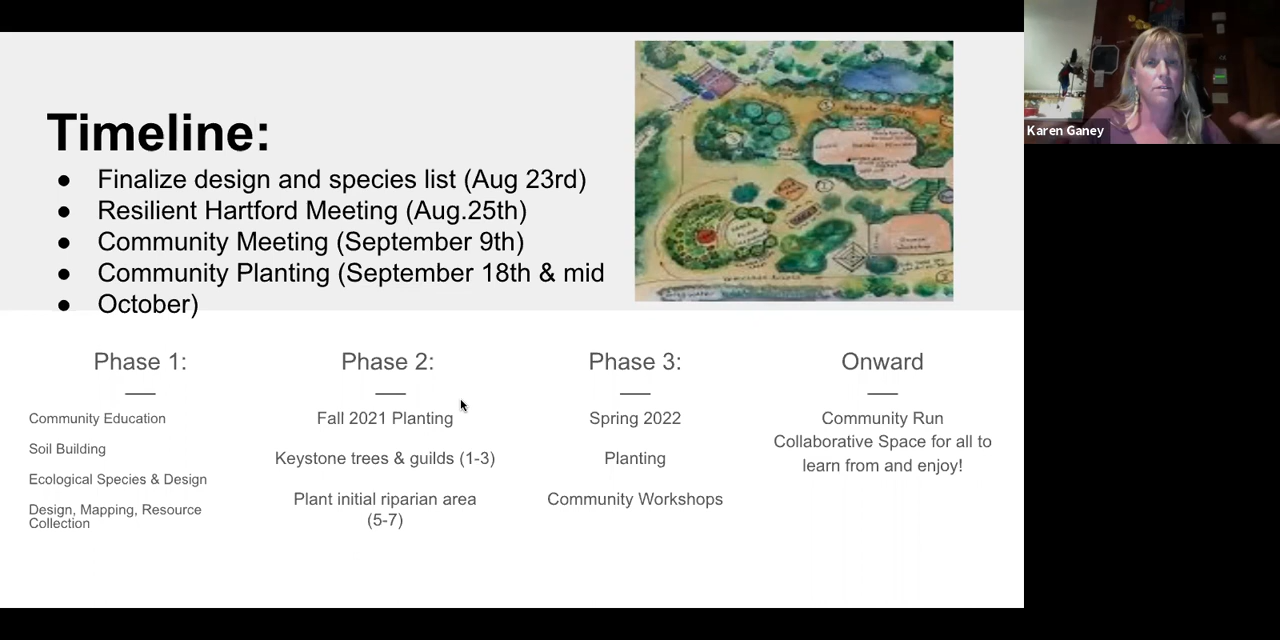 Timeline:
● Finalize design and species list (Aug 23rd)
● Resilient Hartford Meeting (Aug.25th)
● Community Meeting (September 9th)
● Community Planting (September 18th & mid
● October)
Phase 1:
Community Education
Soil Building
Ecological Species & Design
Design, Mapping, Resource
Collection
Phase 2:
Fall 2021 Planting
Keystone trees & guilds (1-3)
Plant initial riparian area
(5-7)
Phase 3:
Spring 2022
Planting
Community Workshops
Onward
Community Run
Collaborative Space for all to
learn from and enjoy!
Karen Ganey